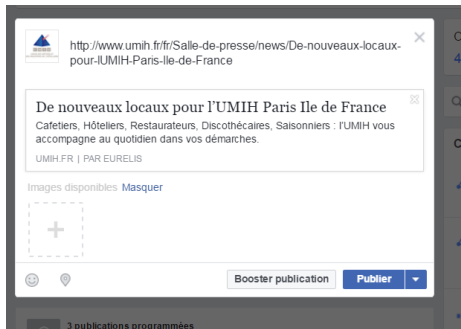 http://www.umih.fr/fr/Salle-de-presse/news/De-nouveaux-locaux-
pour-lUMIH-Paris-Ile-de-France
De nouveaux locaux pour l’UMIH Paris Ile de France
Cafetiers, Hôteliers, Restaurateurs, Discothécaires, Saisonniers : l’UMIH vous
accompagne au quotidien dans vos démarches.
UMIH.FR | PAR EURELIS
Images disponibles Masquer
Booster publication
Publier
3 publications programmées